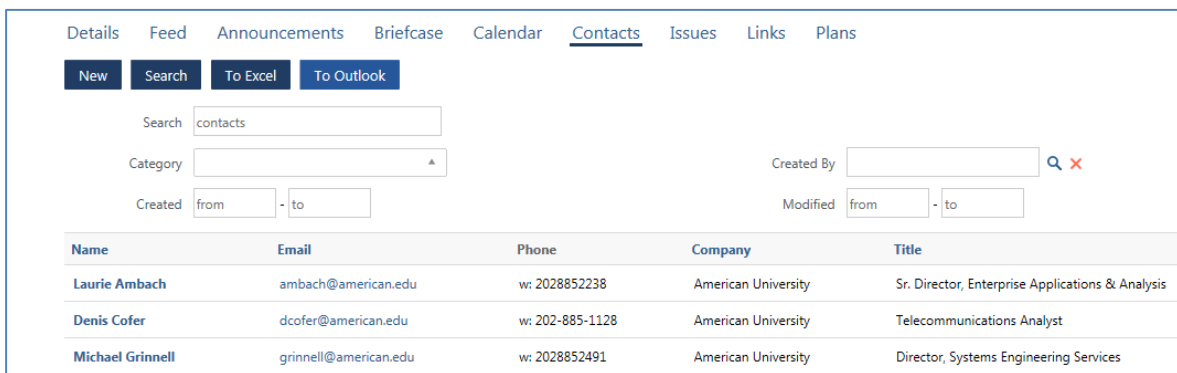 Details Feed Announcements Briefcase Calendar Contacts Issues Links Plans
New Search To Excel To Outlook
Search contacts
Category Created By
Created from - to Modified from - to
Name Email Phone Company Title
Laurie Ambach ambach@american.edu w: 2028852238 American University Sr. Director, Enterprise Applications & Analysis
Denis Cofer dcofer@american.edu w: 202-885-1128 American University Telecommunications Analyst
Michael Grinnell grinnell@american.edu w: 2028852491 American University Director, Systems Engineering Services